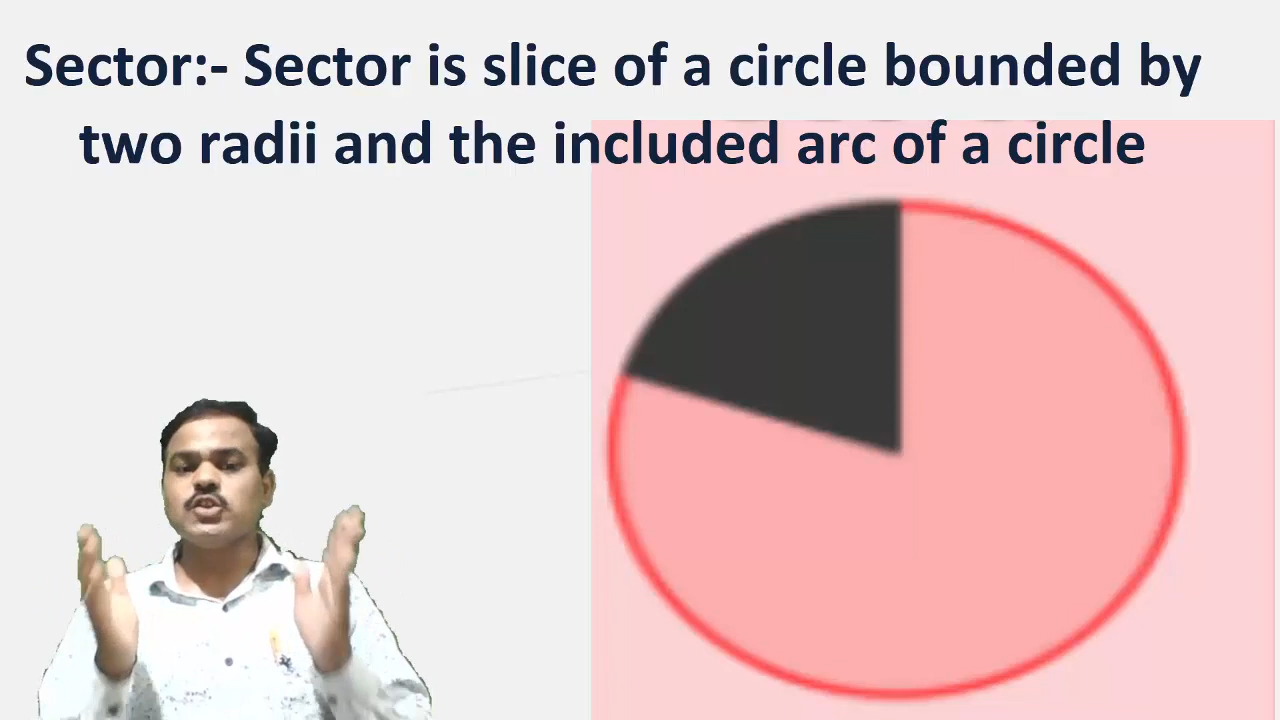 Sector:- Sector is slice of a circle bounded by
two radii and the included arc of a circle